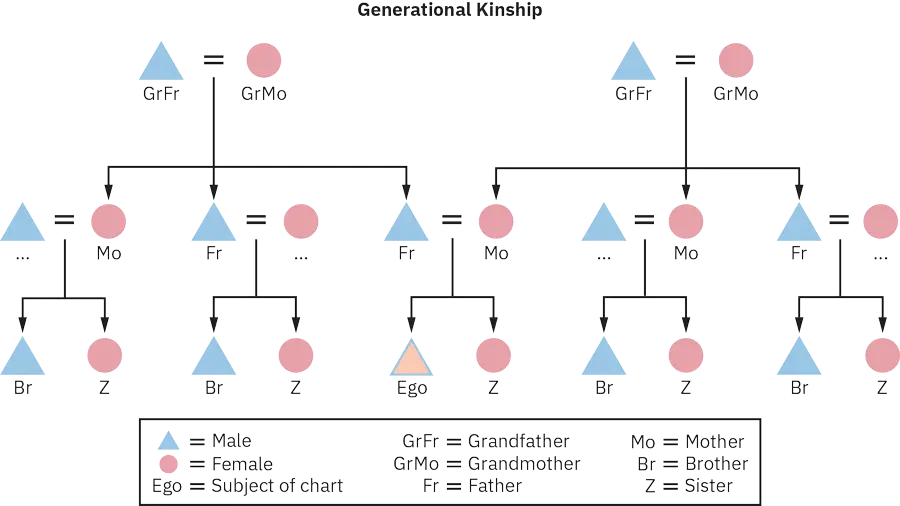 Generational Kinship
GrFr = GrMo GrFr = GrMo
... = Mo Fr = ... Fr = Mo ... = Mo Fr = ...
Br Z Br Z Ego Z Br Z Br Z
= Male GrFr = Grandfather Mo = Mother
= Female GrMo = Grandmother Br = Brother
Ego = Subject of chart Fr = Father Z = Sister